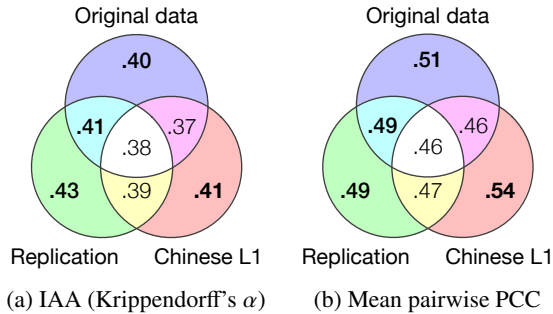 Original data
.40
.41
.37
.38
.43
.39
.41
Replication
Chinese L1
(a) IAA (Krippendorff's α)
Original data
.51
.49
.46
.46
.49
.47
.54
Replication
Chinese L1
(b) Mean pairwise PCC